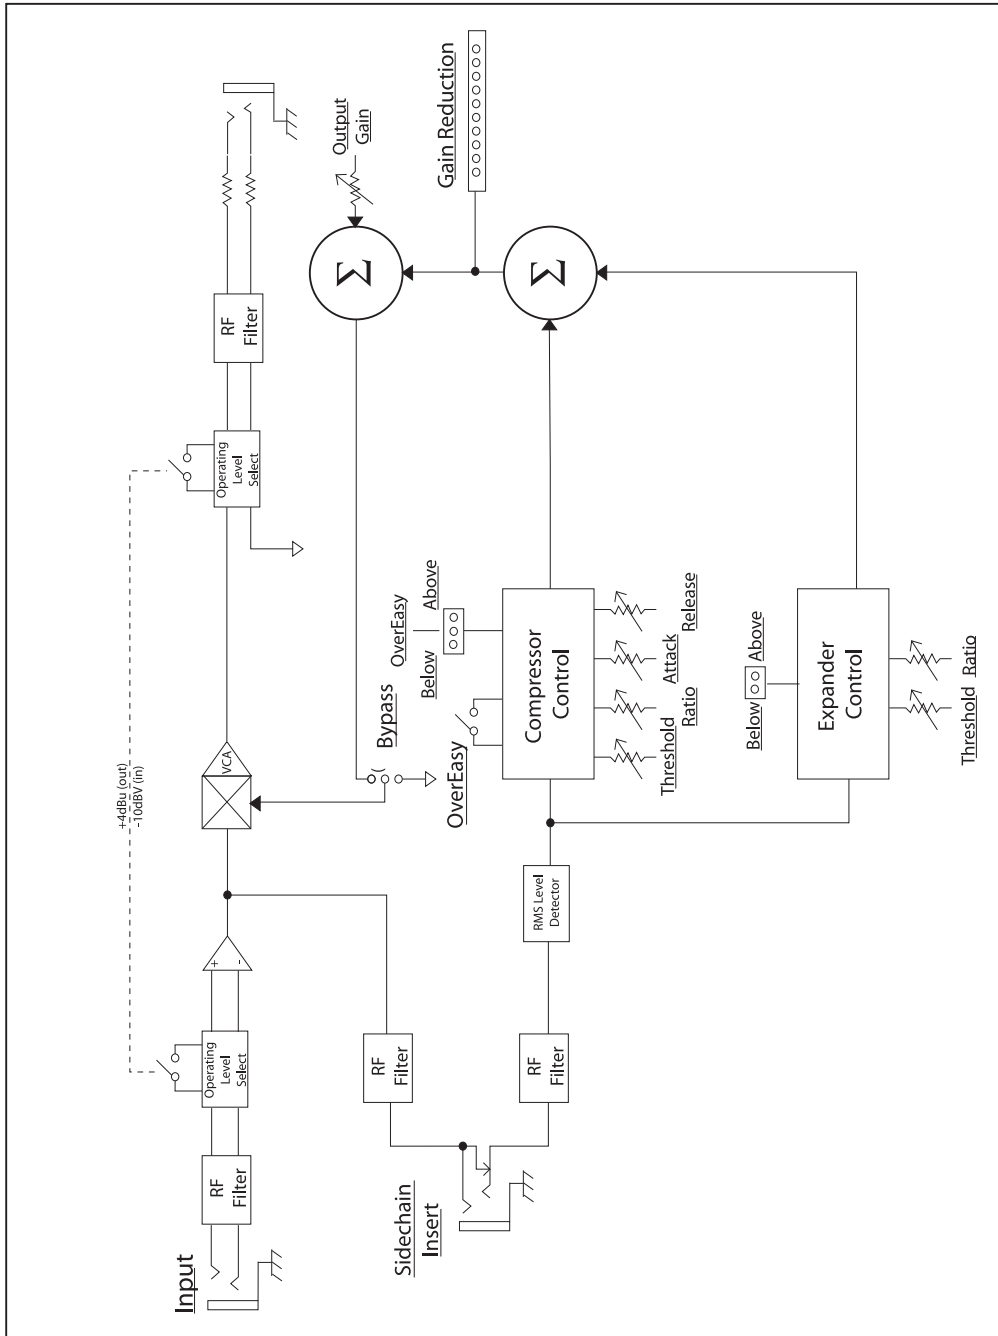 Input
RF
Filter
Operating
Level
Select
+
-
+4dBu (out)
-10dBV (in)
VCA
Operating
Level
Select
RF
Filter
Output
Gain
Σ
Bypass
Sidechain
Insert
RF
Filter
RF
Filter
RMS Level
Detector
OverEasy
Below
OverEasy
Above
Compressor
Control
Threshold
Ratio
Attack
Release
Σ
Gain Reduction
Below
Above
Expander
Control
Threshold
Ratio